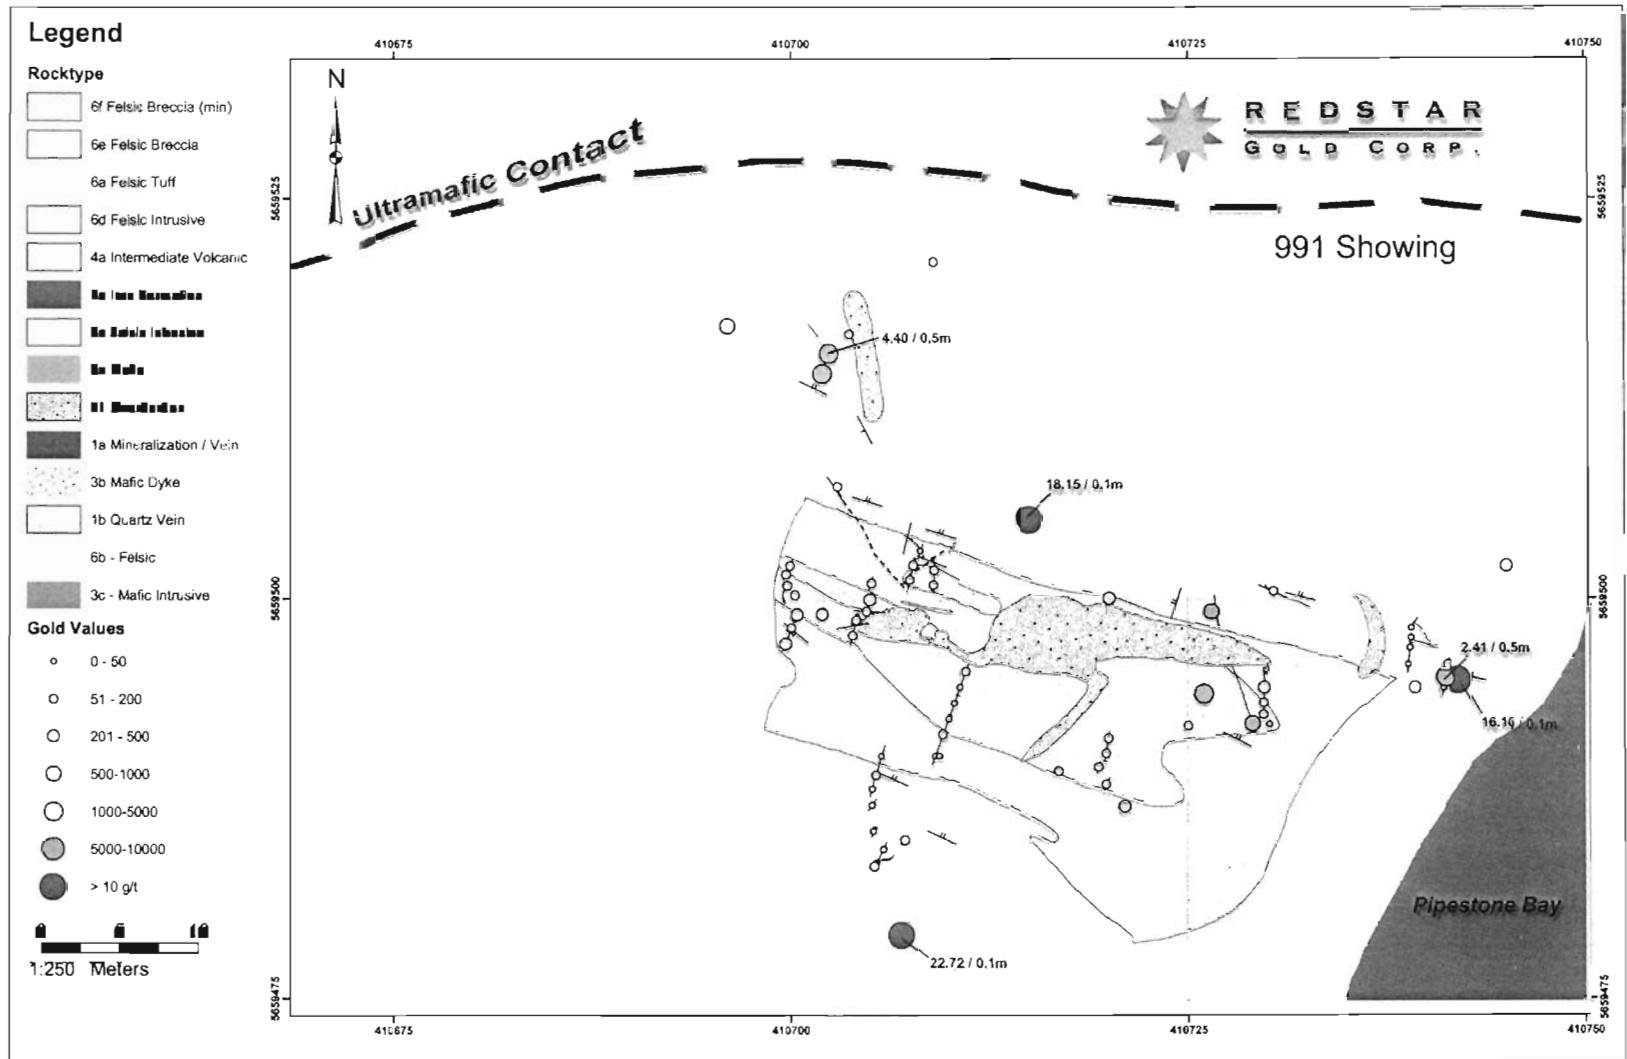 Legend
Rocktype
6f Felsic Breccia (min)
6e Felsic Breccia
6a Felsic Tuff
6d Felsic Intrusive
4a Intermediate Volcanic
1a Mineralization / Vein
3b Mafic Dyke
1b Quartz Vein
6b - Felsic
3c - Mafic Intrusive
Gold Values
0 - 50
51 - 200
201 - 500
500-1000
1000-5000
5000-10000
> 10 g/t
1:250 Meters
410675
410700
410725
410750
N
REDSTAR
GOLD CORP.
Ultramafic Contact
5659525
5659525
991 Showing
4.40 / 0.5m
18.15 / 0.1m
5659500
5659500
2.41 / 0.5m
16.16 / 0.1m
Pipestone Bay
22.72 / 0.1m
5659475
5659475
410675
410700
410725
410750